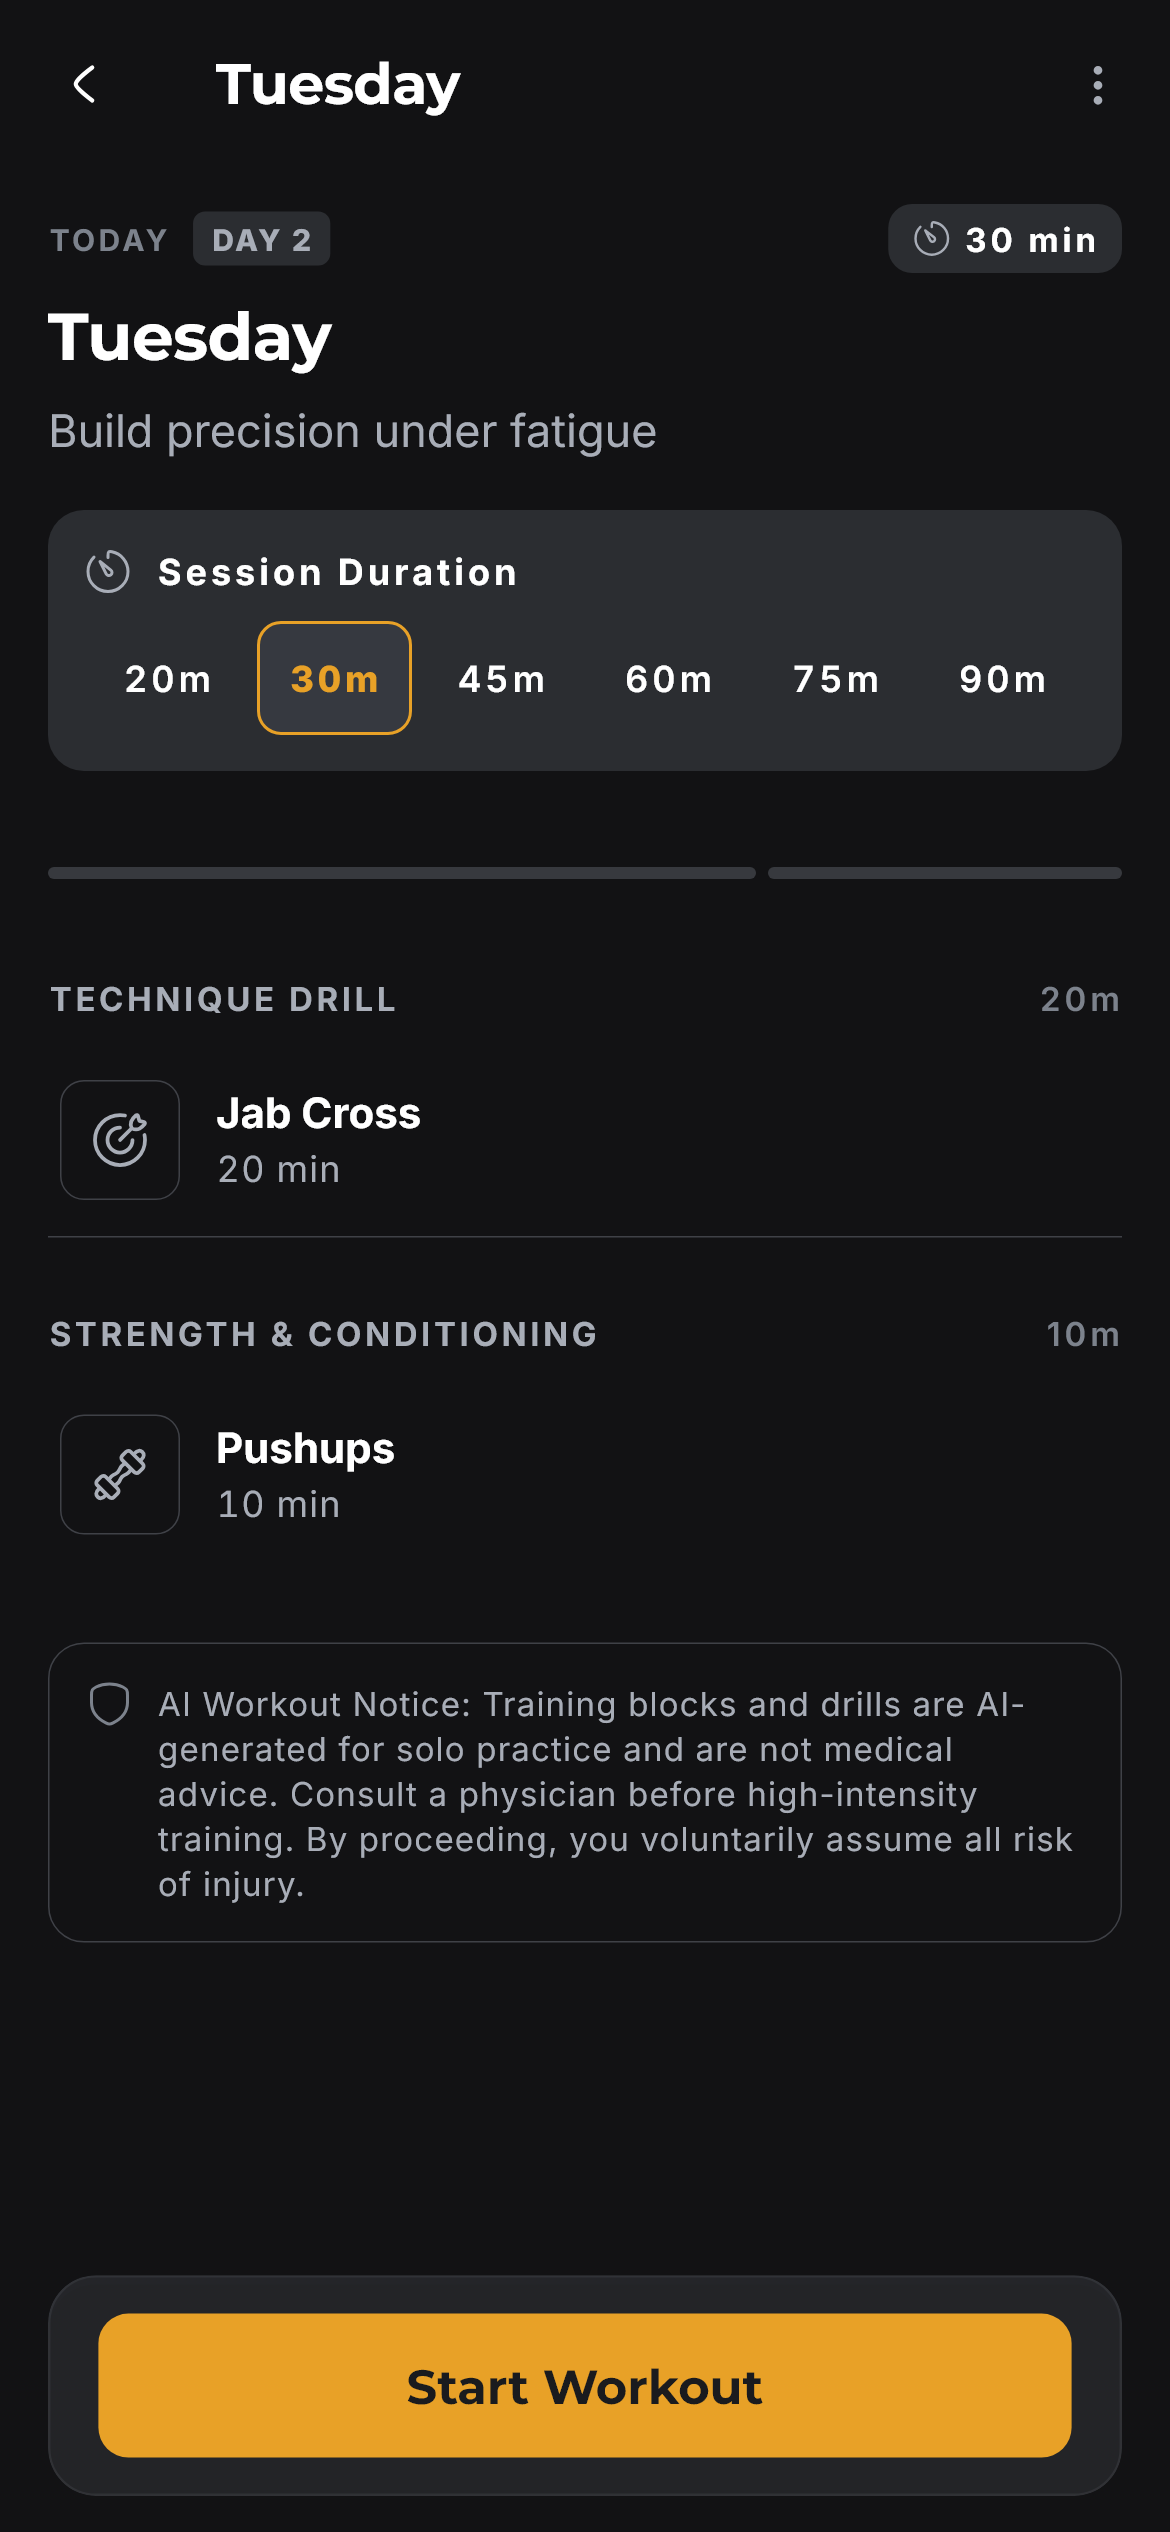 Tuesday
TODAY DAY 2 30 min
Tuesday
Build precision under fatigue
Session Duration
20m 30m 45m 60m 75m 90m
TECHNIQUE DRILL 20m
Jab Cross
20 min
STRENGTH & CONDITIONING 10m
Pushups
10 min
AI Workout Notice: Training blocks and drills are AI-
generated for solo practice and are not medical
advice. Consult a physician before high-intensity
training. By proceeding, you voluntarily assume all risk
of injury.
Start Workout